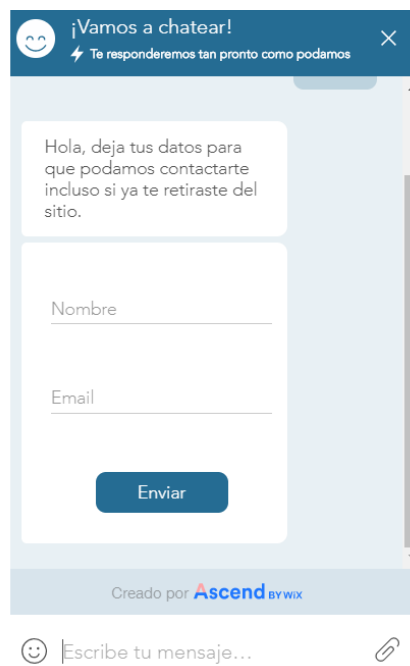 ¡Vamos a chatear!
Te responderemos tan pronto como podamos
Hola, deja tus datos para
que podamos contactarte
incluso si ya te retiraste del
sitio.
Nombre
Email
Enviar
Creado por Ascend BY WiX
Escribe tu mensaje...